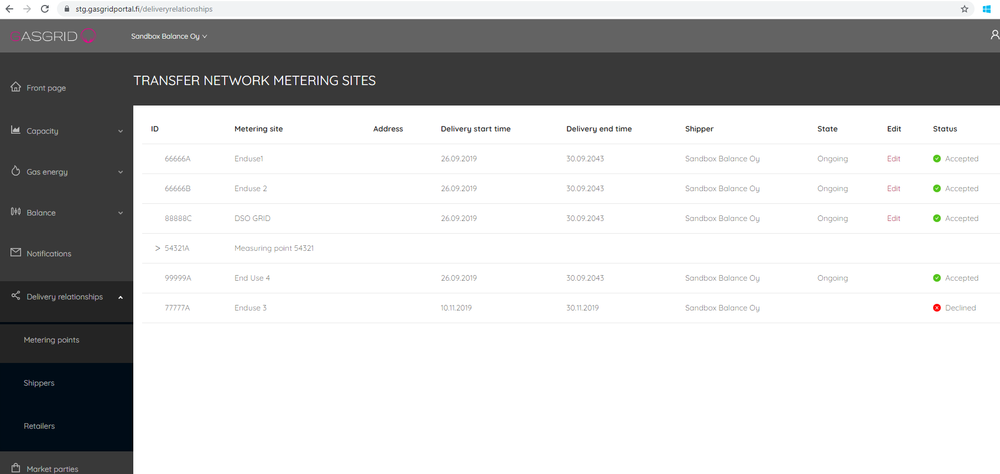 stg.gasgridportal.fi/deliveryrelationships
GASGRID
Sandbox Balance Oy
Front page
Capacity
Gas energy
Balance
Notifications
Delivery relationships
Metering points
Shippers
Retailers
Market parties
TRANSFER NETWORK METERING SITES
ID Metering site Address Delivery start time Delivery end time Shipper State Edit Status
66666A Enduse1 26.09.2019 30.09.2043 Sandbox Balance Oy Ongoing Edit Accepted
66666B Enduse 2 26.09.2019 30.09.2043 Sandbox Balance Oy Ongoing Edit Accepted
88888C DSO GRID 26.09.2019 30.09.2043 Sandbox Balance Oy Ongoing Edit Accepted
> 54321A Measuring point 54321
99999A End Use 4 26.09.2019 30.09.2043 Sandbox Balance Oy Ongoing Accepted
77777A Enduse 3 10.11.2019 30.11.2019 Sandbox Balance Oy Declined